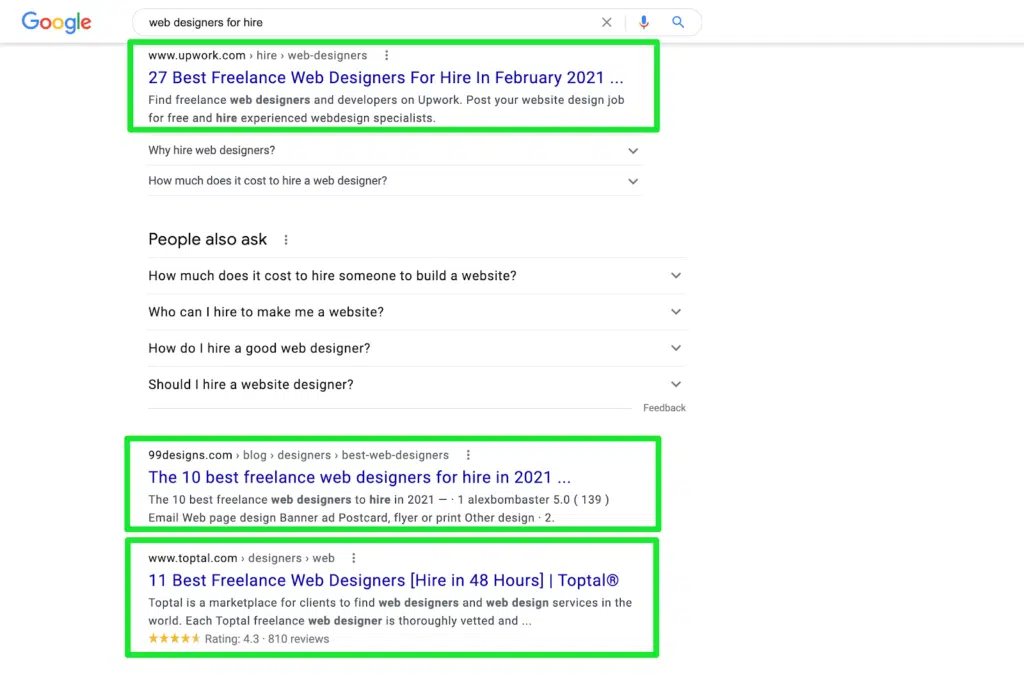 Google
web designers for hire
www.upwork.com › hire › web-designers
27 Best Freelance Web Designers For Hire In February 2021 ...
Find freelance web designers and developers on Upwork. Post your website design job
for free and hire experienced webdesign specialists.
Why hire web designers?
How much does it cost to hire a web designer?
People also ask
How much does it cost to hire someone to build a website?
Who can I hire to make me a website?
How do I hire a good web designer?
Should I hire a website designer?
Feedback
99designs.com › blog › designers › best-web-designers
The 10 best freelance web designers for hire in 2021 ...
The 10 best freelance web designers to hire in 2021 — · 1 alexbombaster 5.0 ( 139 )
Email Web page design Banner ad Postcard, flyer or print Other design · 2.
www.toptal.com › designers › web
11 Best Freelance Web Designers [Hire in 48 Hours] | Toptal®
Toptal is a marketplace for clients to find web designers and web design services in the
world. Each Toptal freelance web designer is thoroughly vetted and ...
Rating: 4.3 · 810 reviews